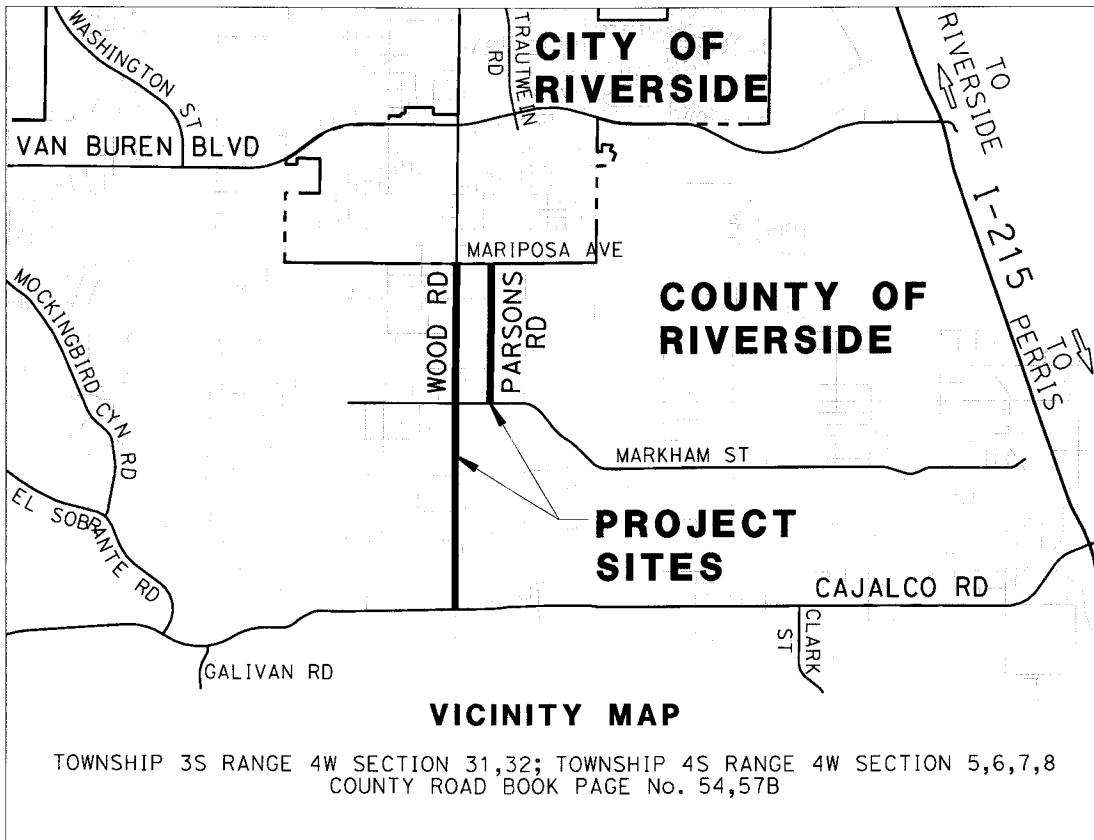 WASHINGTON ST
TRAUTWEIN
RD
CITY OF
RIVERSIDE
TO
RIVERSIDE
VAN BUREN BLVD
I-215
MARIPOSA AVE
MOCKINGBIRD CYN RD
WOOD RD
PARSONS
RD
COUNTY OF
RIVERSIDE
TO
PERRIS
MARKHAM ST
EL SOBRANTE RD
PROJECT
SITES
CAJALCO RD
CLARK
ST
GALIVAN RD
VICINITY MAP
TOWNSHIP 3S RANGE 4W SECTION 31,32; TOWNSHIP 4S RANGE 4W SECTION 5,6,7,8
COUNTY ROAD BOOK PAGE No. 54,57B